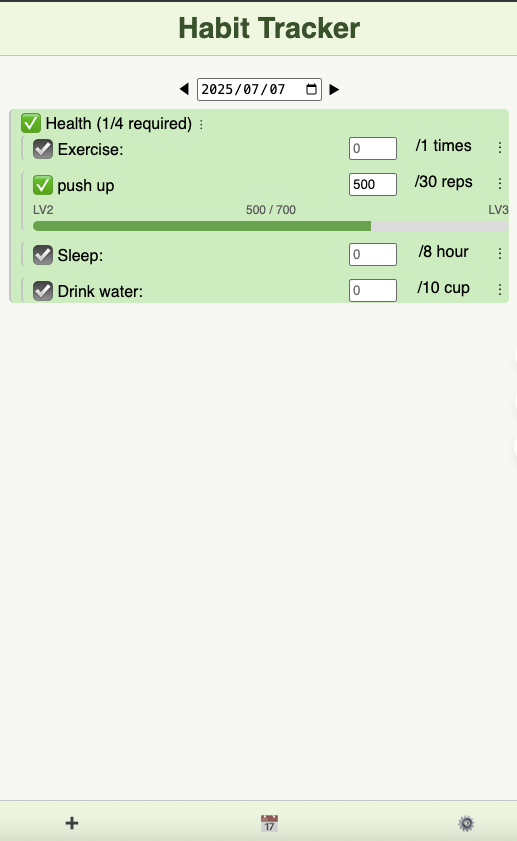 Habit Tracker
2025/07/07
Health (1/4 required)
Exercise: 0 /1 times
push up 500 /30 reps
LV2 500 / 700 LV3
Sleep: 0 /8 hour
Drink water: 0 /10 cup
17